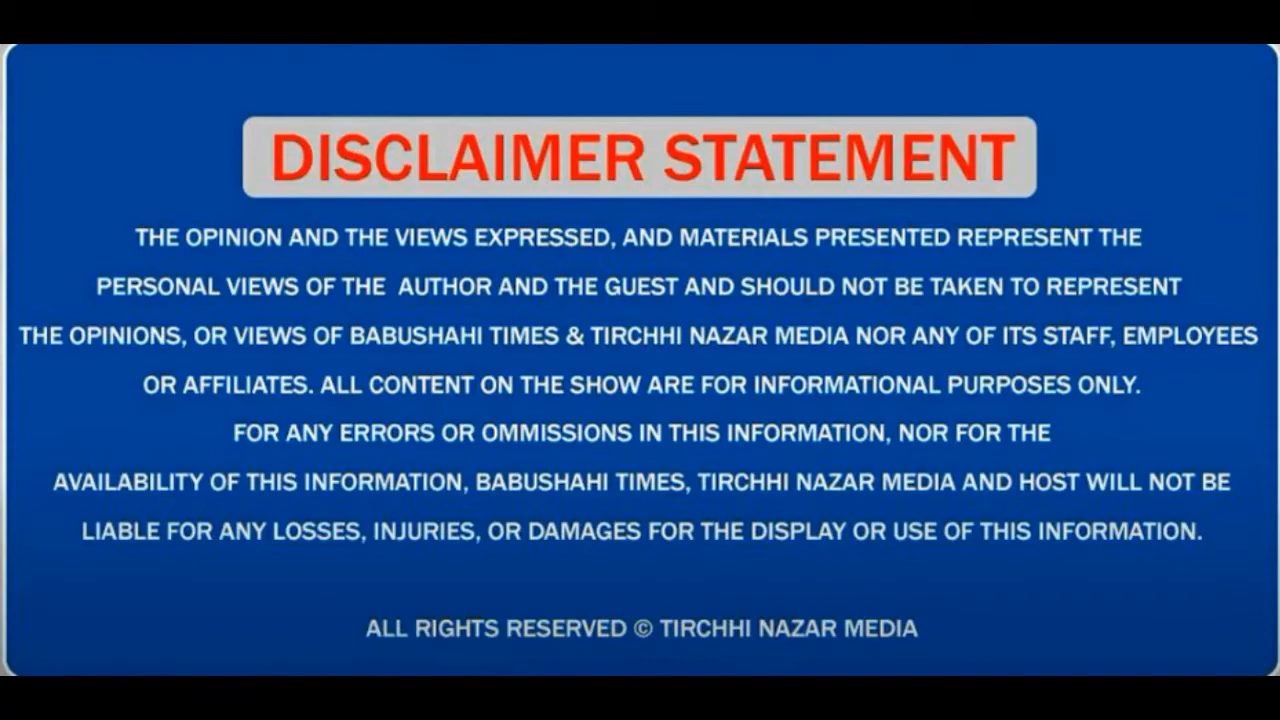 DISCLAIMER STATEMENT
THE OPINION AND THE VIEWS EXPRESSED, AND MATERIALS PRESENTED REPRESENT THE
PERSONAL VIEWS OF THE AUTHOR AND THE GUEST AND SHOULD NOT BE TAKEN TO REPRESENT
THE OPINIONS, OR VIEWS OF BABUSHAHI TIMES & TIRCHHI NAZAR MEDIA NOR ANY OF ITS STAFF, EMPLOYEES
OR AFFILIATES. ALL CONTENT ON THE SHOW ARE FOR INFORMATIONAL PURPOSES ONLY.
FOR ANY ERRORS OR OMMISSIONS IN THIS INFORMATION, NOR FOR THE
AVAILABILITY OF THIS INFORMATION, BABUSHAHI TIMES, TIRCHHI NAZAR MEDIA AND HOST WILL NOT BE
LIABLE FOR ANY LOSSES, INJURIES, OR DAMAGES FOR THE DISPLAY OR USE OF THIS INFORMATION.
ALL RIGHTS RESERVED © TIRCHHI NAZAR MEDIA